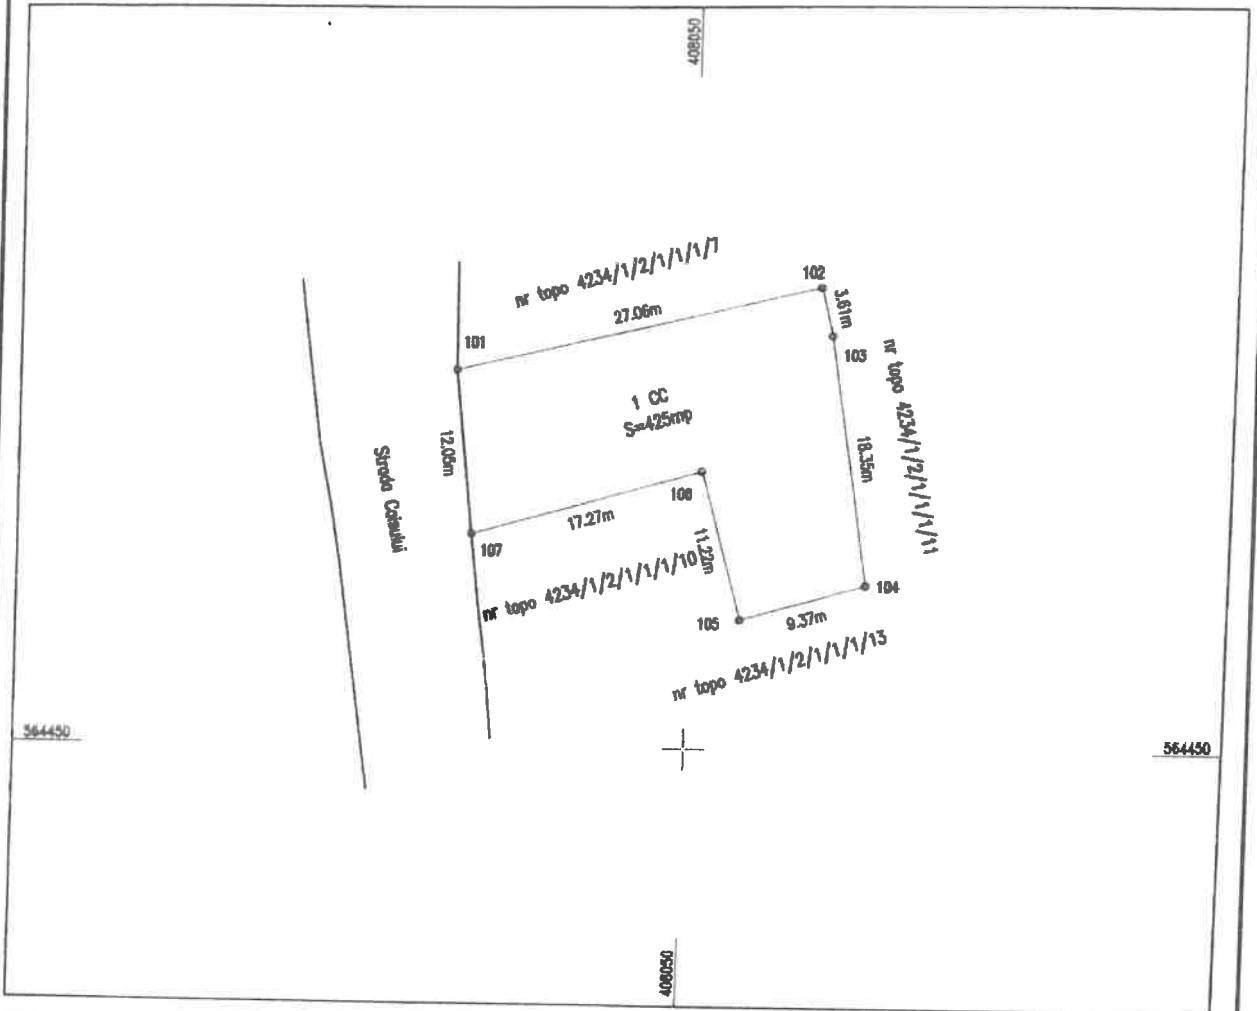 408050
nr topo 4234/1/2/1/1/1/7
102
27.06m
3.61m
101
103
nr topo 4234/1/2/1/1/1/11
1 CC
S=425mp
12.05m
18.35m
Strada Caisului
106
17.27m
107
11.22m
nr topo 4234/1/2/1/1/1/10
104
105
9.37m
nr topo 4234/1/2/1/1/1/13
564450
564450
408050